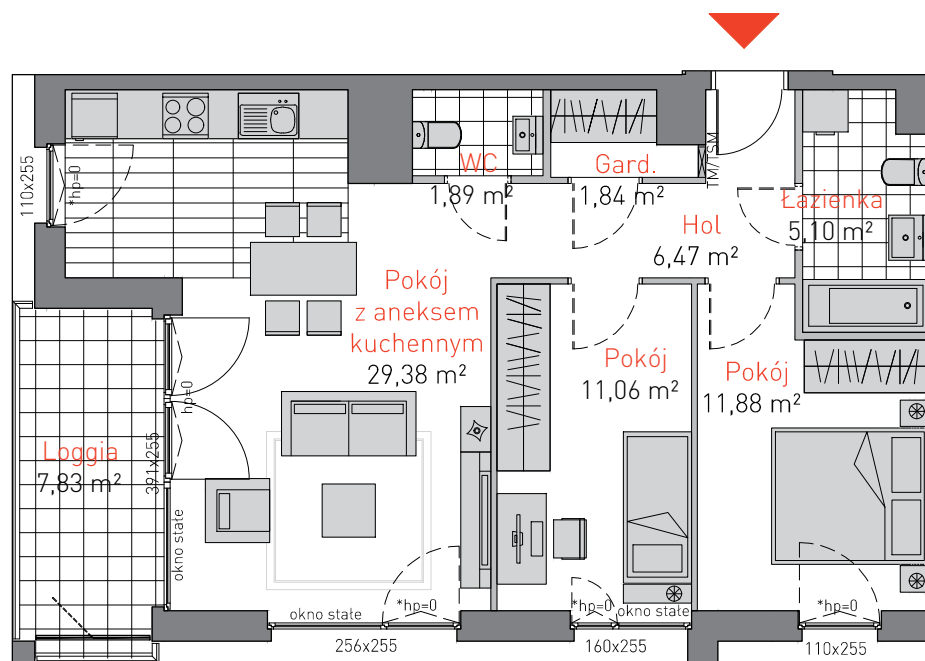 WC
1,89 m²
Gard.
1,84 m²
TM/TSM
Łazienka
5,10 m²
Hol
6,47 m²
110x255
*hp=0
Pokój
z aneksem
kuchennym
29,38 m²
Pokój
11,06 m²
Pokój
11,88 m²
Loggia
7,83 m²
hp=0
391x255
okno stałe
okno stałe
*hp=0
256x255
*hp=0
okno stałe
160x255
*hp=0
110x255